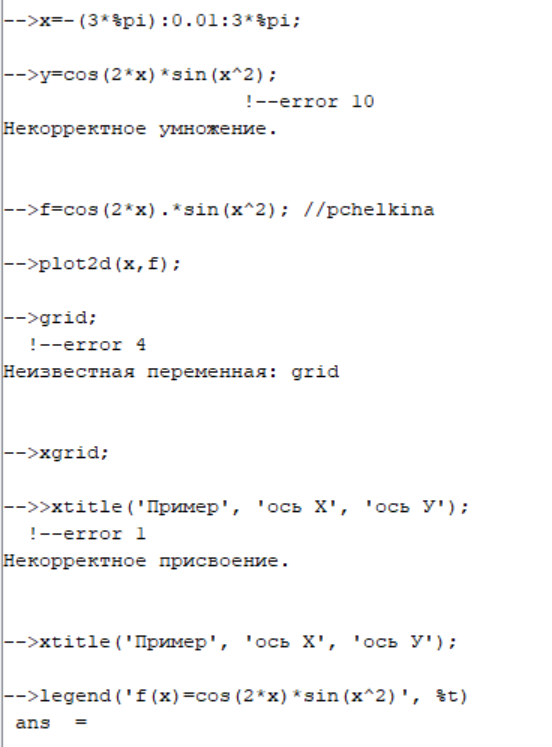 -->x=-(3*%pi):0.01:3*%pi;
-->y=cos(2*x)*sin(x^2);
!--error 10
Некорректное умножение.
-->f=cos(2*x).*sin(x^2); //pchelkina
-->plot2d(x,f);
-->grid;
!--error 4
Неизвестная переменная: grid
-->xgrid;
-->>xtitle('Пример', 'ось X', 'ось У');
!--error 1
Некорректное присвоение.
-->xtitle('Пример', 'ось X', 'ось У');
-->legend('f(x)=cos(2*x)*sin(x^2)', %t)
ans =